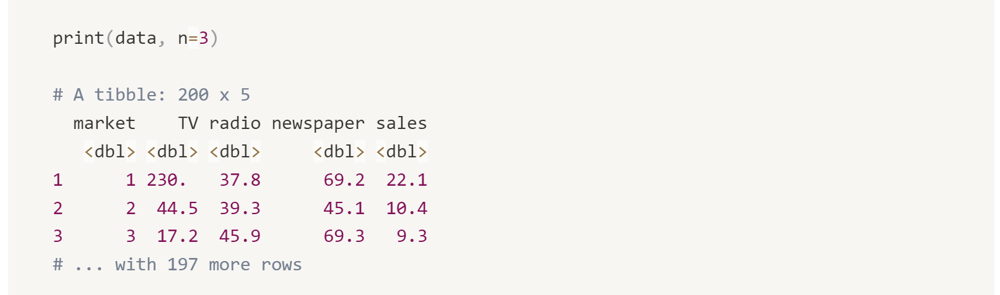 print(data, n=3)
# A tibble: 200 x 5
  market    TV radio newspaper sales
   <dbl> <dbl> <dbl>     <dbl> <dbl>
1      1 230.   37.8      69.2  22.1
2      2  44.5  39.3      45.1  10.4
3      3  17.2  45.9      69.3   9.3
# ... with 197 more rows